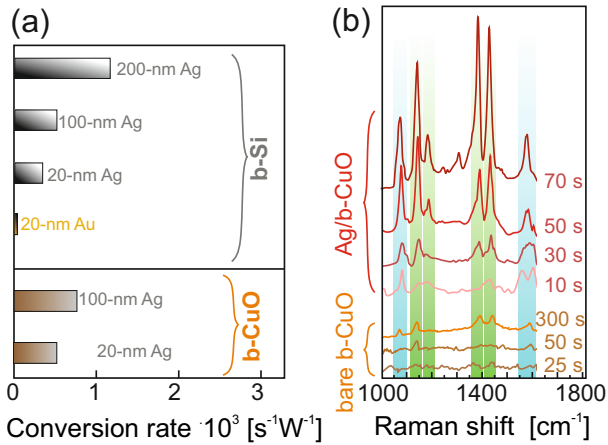 (a)
200-nm Ag
100-nm Ag
20-nm Ag
20-nm Au
b-Si
100-nm Ag
20-nm Ag
b-CuO
0 1 2 3
Conversion rate ·10³ [s⁻¹W⁻¹]
(b)
Ag/b-CuO
70 s
50 s
30 s
10 s
bare b-CuO
300 s
50 s
25 s
1000 1400 1800
Raman shift [cm⁻¹]